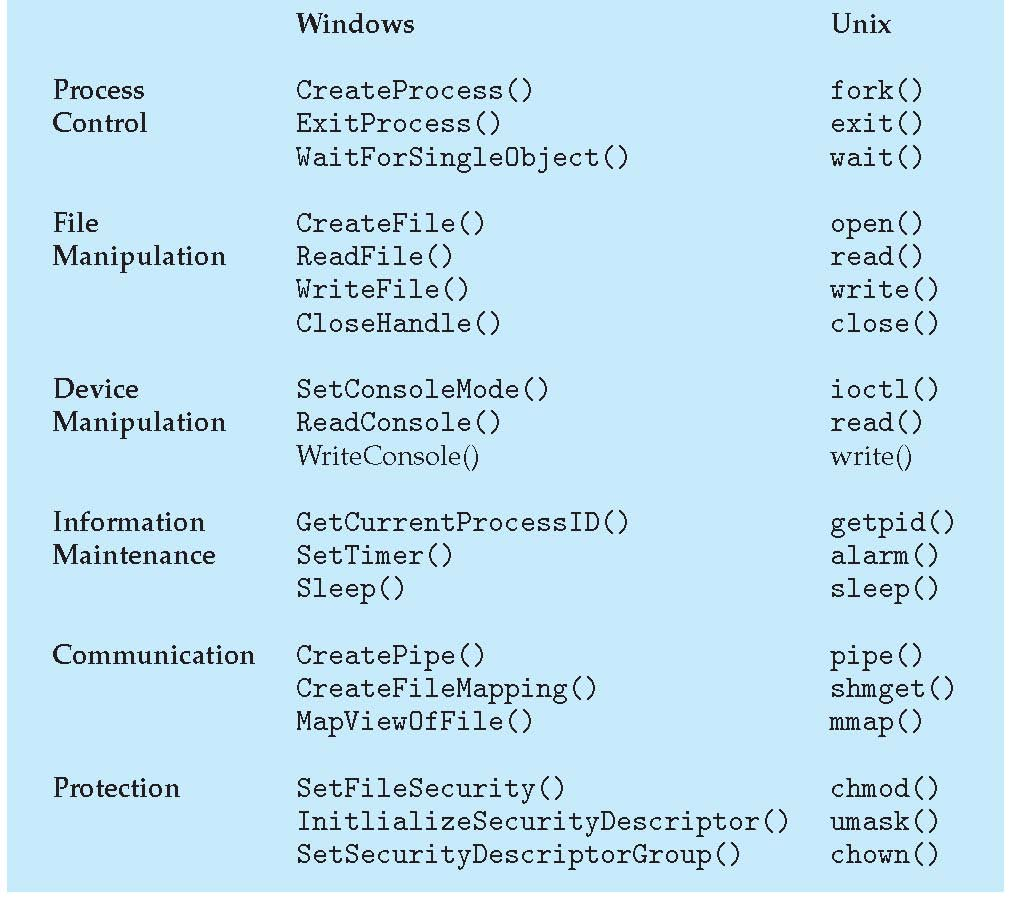 Windows Unix
Process CreateProcess() fork()
Control ExitProcess() exit()
WaitForSingleObject() wait()
File CreateFile() open()
Manipulation ReadFile() read()
WriteFile() write()
CloseHandle() close()
Device SetConsoleMode() ioctl()
Manipulation ReadConsole() read()
WriteConsole() write()
Information GetCurrentProcessID() getpid()
Maintenance SetTimer() alarm()
Sleep() sleep()
Communication CreatePipe() pipe()
CreateFileMapping() shmget()
MapViewOfFile() mmap()
Protection SetFileSecurity() chmod()
InitlializeSecurityDescriptor() umask()
SetSecurityDescriptorGroup() chown()